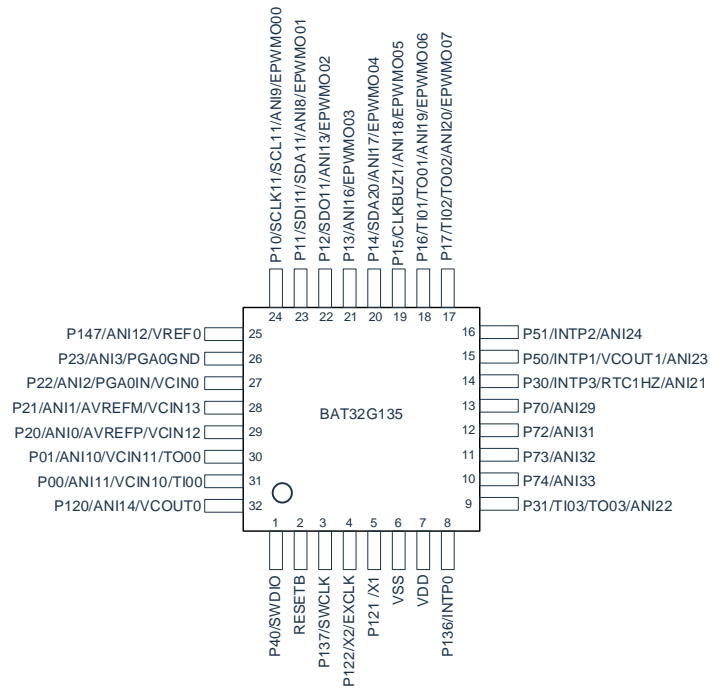 P10/SCLK11/SCL11/ANI9/EPWMO00
P11/SDI11/SDA11/ANI8/EPWMO01
P12/SDO11/ANI13/EPWMO02
P13/ANI16/EPWMO03
P14/SDA20/ANI17/EPWMO04
P15/CLKBUZ1/ANI18/EPWMO05
P16/TI01/TO01/ANI19/EPWMO06
P17/TI02/TO02/ANI20/EPWMO07
24 23 22 21 20 19 18 17
P147/ANI12/VREF0 25
P23/ANI3/PGA0GND 26
P22/ANI2/PGA0IN/VCIN0 27
P21/ANI1/AVREFM/VCIN13 28
P20/ANI0/AVREFP/VCIN12 29
P01/ANI10/VCIN11/TO00 30
P00/ANI11/VCIN10/TI00 31
P120/ANI14/VCOUT0 32
BAT32G135
16 P51/INTP2/ANI24
15 P50/INTP1/VCOUT1/ANI23
14 P30/INTP3/RTC1HZ/ANI21
13 P70/ANI29
12 P72/ANI31
11 P73/ANI32
10 P74/ANI33
9 P31/TI03/TO03/ANI22
1 2 3 4 5 6 7 8
P40/SWDIO
RESETB
P137/SWCLK
P122/X2/EXCLK
P121 /X1
VSS
VDD
P136/INTP0